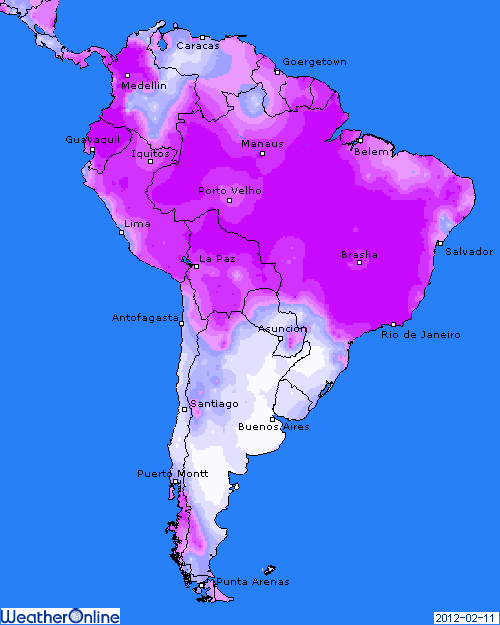 Caracas
Goergetown
Medellin
Guayaquil
Iquitos
Manaus
Belem
Porto Velho
Lima
Salvador
La Paz
Braslia
Antofagasta
Asuncion
Rio de Janeiro
Santiago
Buenos Aires
Puerto Montt
Punta Arenas
WeatherOnline
2012-02-11